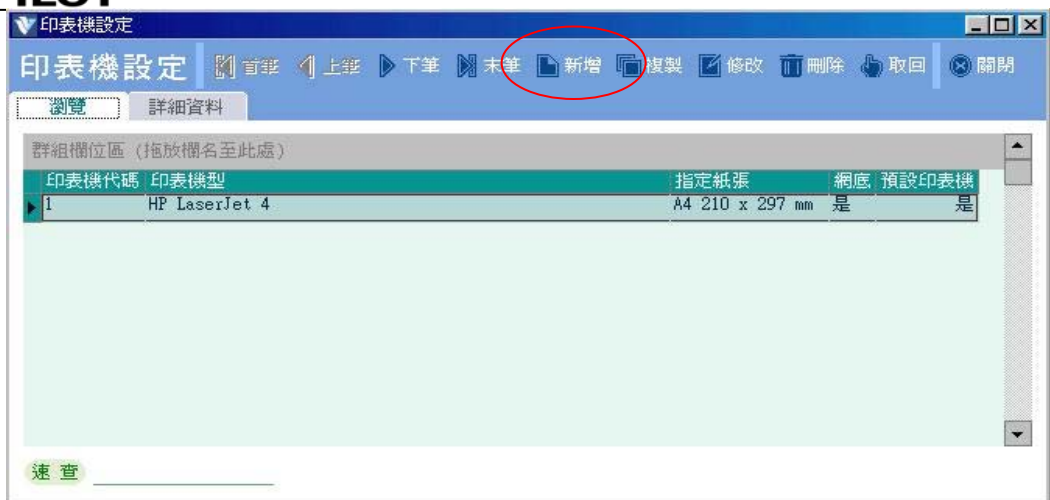 印表機設定
印表機設定 首筆 上筆 下筆 末筆 新增 複製 修改 刪除 取回 關閉
瀏覽 詳細資料
群組欄位區 (拖放欄名至此處)
印表機代碼 印表機型 指定紙張 網底 預設印表機
1 HP LaserJet 4 A4 210 x 297 mm 是 是
速查